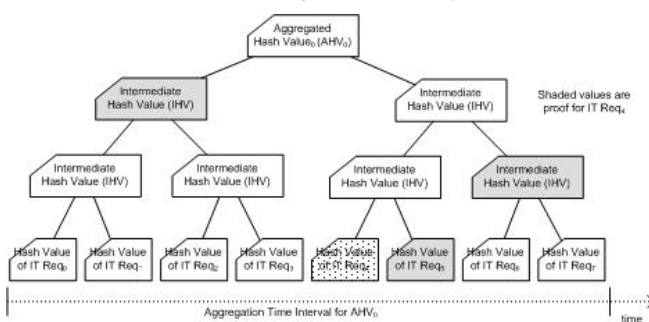 Aggregated
Hash Value₀ (AHV₀)
Intermediate
Hash Value (IHV)
Intermediate
Hash Value (IHV)
Shaded values are
proof for IT Req₄
Intermediate
Hash Value (IHV)
Intermediate
Hash Value (IHV)
Intermediate
Hash Value (IHV)
Intermediate
Hash Value (IHV)
Hash Value
of IT Req₀
Hash Value
of IT Req₁
Hash Value
of IT Req₂
Hash Value
of IT Req₃
Hash Value
of IT Req₄
Hash Value
of IT Req₅
Hash Value
of IT Req₆
Hash Value
of IT Req₇
Aggregation Time Interval for AHV₀
time